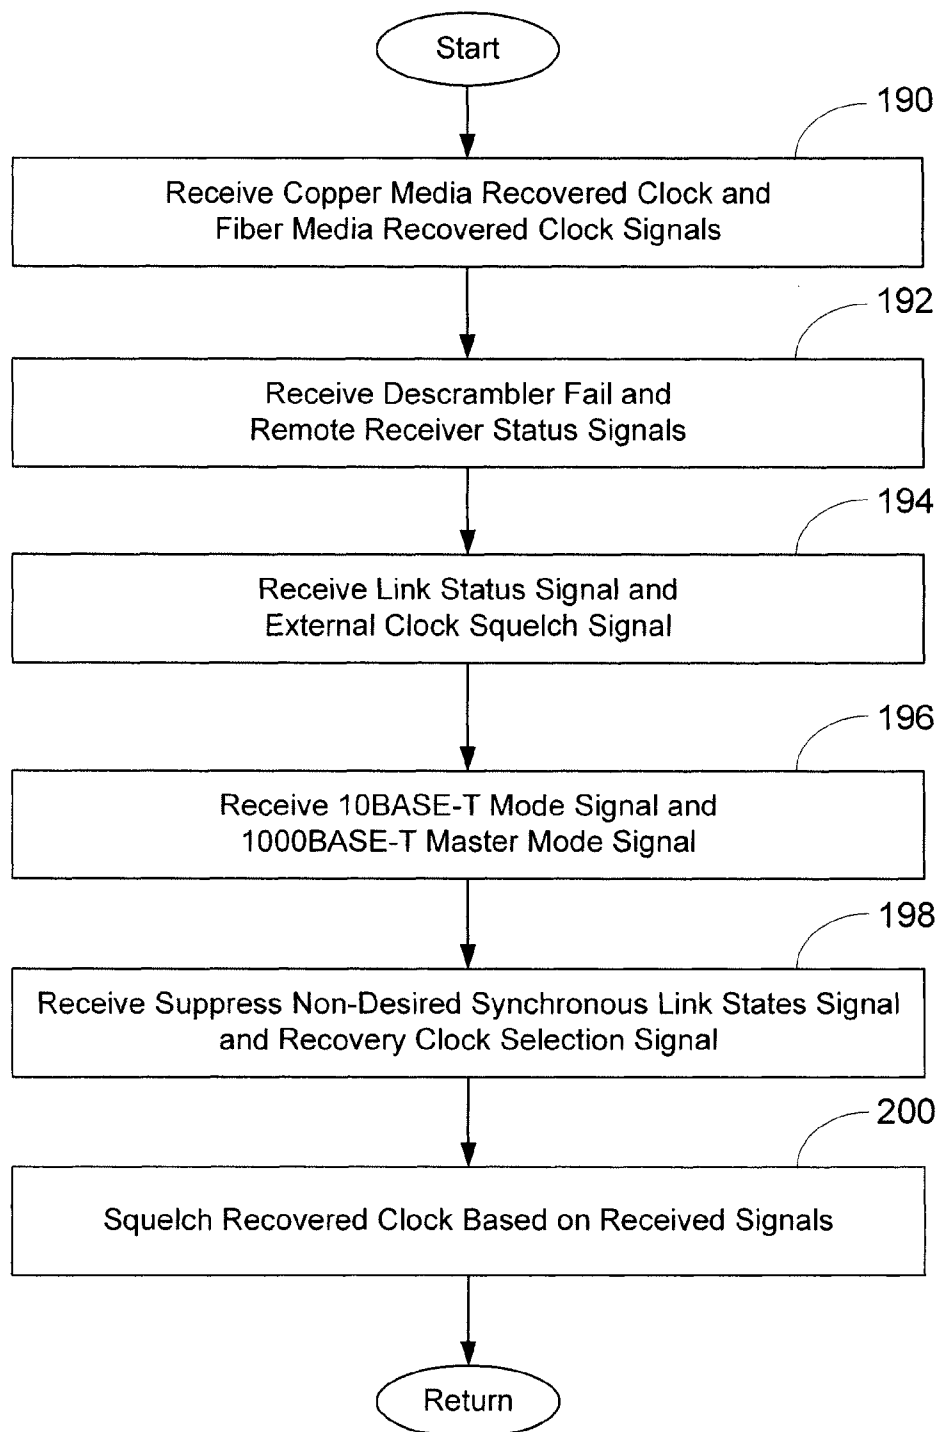 Start
190
Receive Copper Media Recovered Clock and
Fiber Media Recovered Clock Signals
192
Receive Descrambler Fail and
Remote Receiver Status Signals
194
Receive Link Status Signal and
External Clock Squelch Signal
196
Receive 10BASE-T Mode Signal and
1000BASE-T Master Mode Signal
198
Receive Suppress Non-Desired Synchronous Link States Signal
and Recovery Clock Selection Signal
200
Squelch Recovered Clock Based on Received Signals
Return